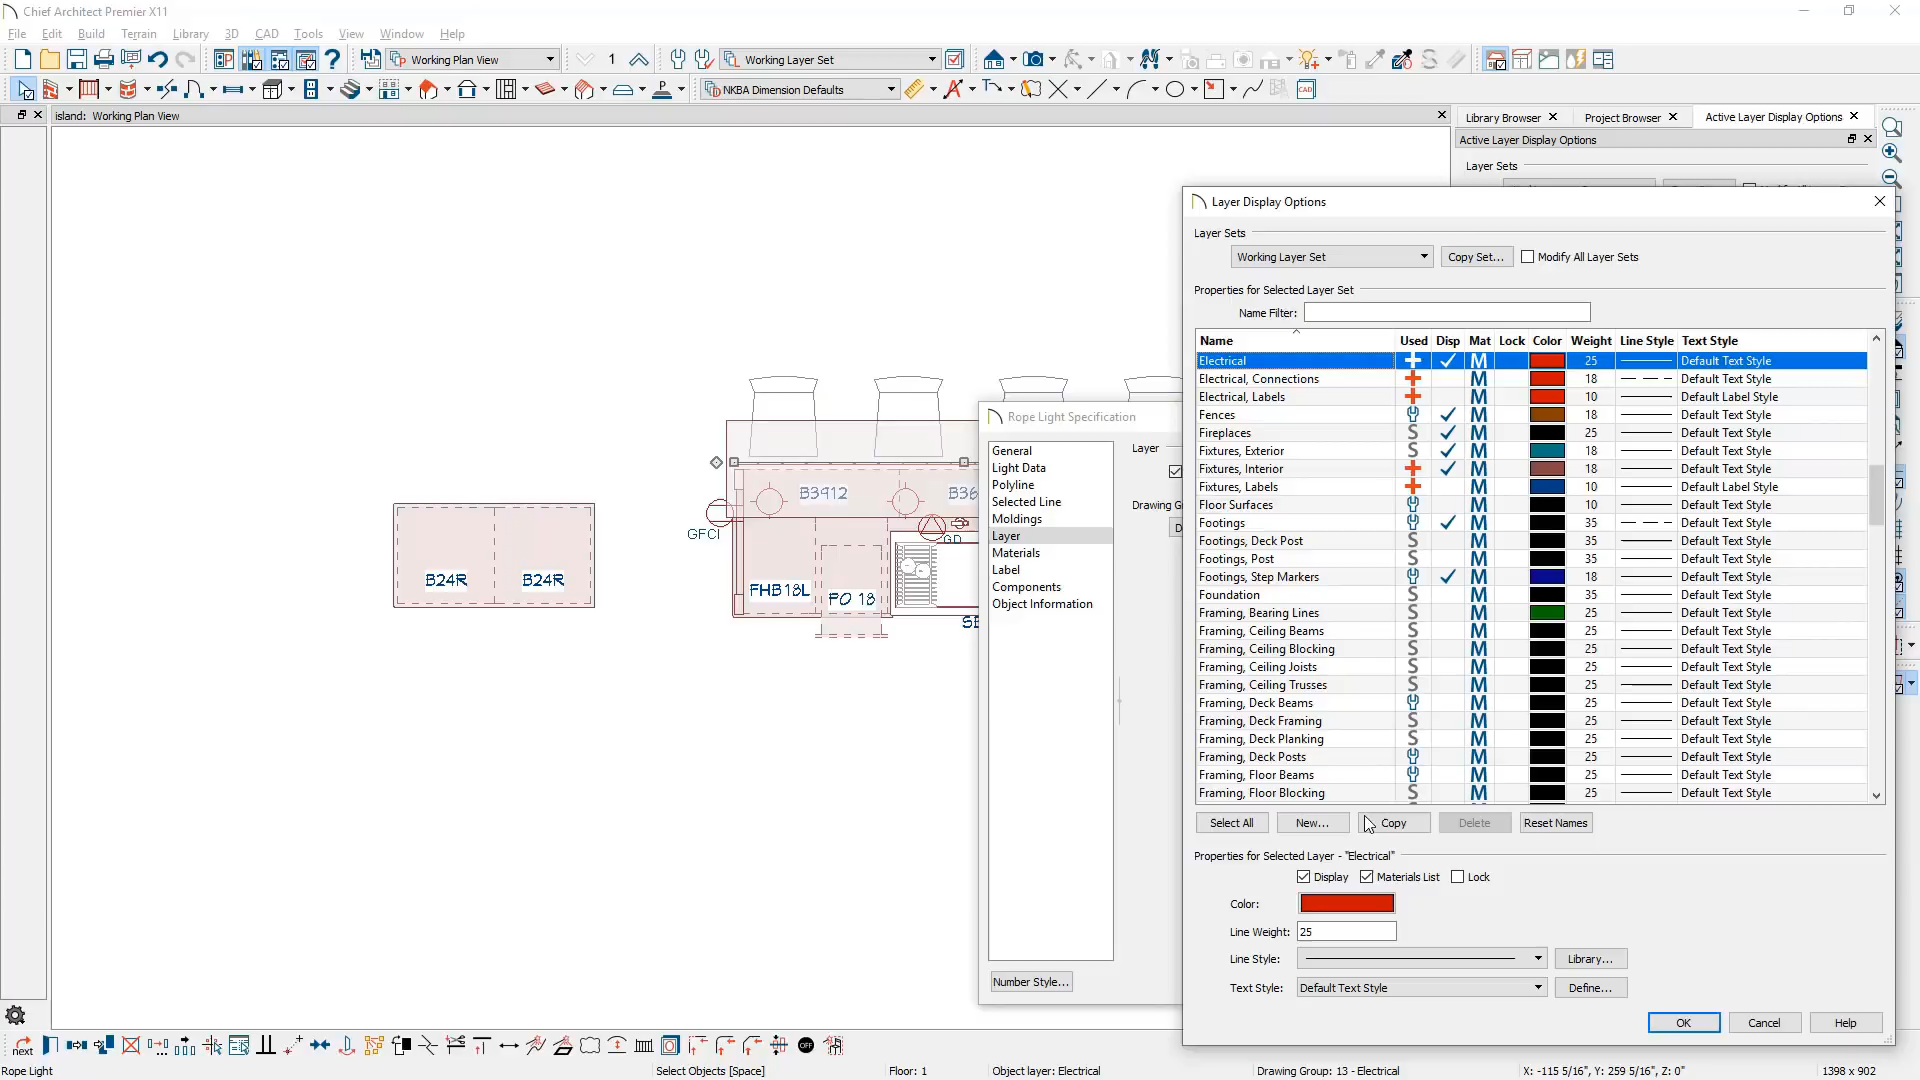 Chief Architect Premier X11
File Edit Build Terrain Library 3D CAD Tools View Window Help
Working Plan View 1 Working Layer Set
NKBA Dimension Defaults CAD
island: Working Plan View
Library Browser Project Browser Active Layer Display Options
Active Layer Display Options
Layer Sets
Layer Display Options
Layer Sets
Working Layer Set Copy Set... Modify All Layer Sets
Properties for Selected Layer Set
Name Filter:
Name Used Disp Mat Lock Color Weight Line Style Text Style
Electrical M 25 Default Text Style
Electrical, Connections M 18 Default Text Style
Electrical, Labels M 10 Default Label Style
Fences M 18 Default Text Style
Fireplaces S M 25 Default Text Style
Fixtures, Exterior S M 18 Default Text Style
Fixtures, Interior M 18 Default Text Style
Fixtures, Labels M 10 Default Label Style
Floor Surfaces M 10 Default Text Style
Footings M 35 Default Text Style
Footings, Deck Post S M 35 Default Text Style
Footings, Post S M 35 Default Text Style
Footings, Step Markers M 18 Default Text Style
Foundation S M 35 Default Text Style
Framing, Bearing Lines S M 25 Default Text Style
Framing, Ceiling Beams S M 25 Default Text Style
Framing, Ceiling Blocking S M 25 Default Text Style
Framing, Ceiling Joists S M 25 Default Text Style
Framing, Ceiling Trusses S M 25 Default Text Style
Framing, Deck Beams M 25 Default Text Style
Framing, Deck Framing S M 25 Default Text Style
Framing, Deck Planking S M 25 Default Text Style
Framing, Deck Posts M 25 Default Text Style
Framing, Floor Beams M 25 Default Text Style
Framing, Floor Blocking S M 25 Default Text Style
Select All New... Copy Delete Reset Names
Properties for Selected Layer - "Electrical"
Display Materials List Lock
Color:
Line Weight: 25
Line Style: Library...
Text Style: Default Text Style Define...
OK Cancel Help
Rope Light Specification
General
Light Data
Polyline
Selected Line
Moldings
Layer
Materials
Label
Components
Object Information
Number Style...
Layer
Drawing G
D
B3912 B36
GFCI GD
B24R B24R
FHB18L PO 18
SB
next OFF
Rope Light Select Objects [Space] Floor: 1 Object layer: Electrical Drawing Group: 13 - Electrical X: -115 5/16", Y: 259 5/16", Z: 0" 1398 x 902